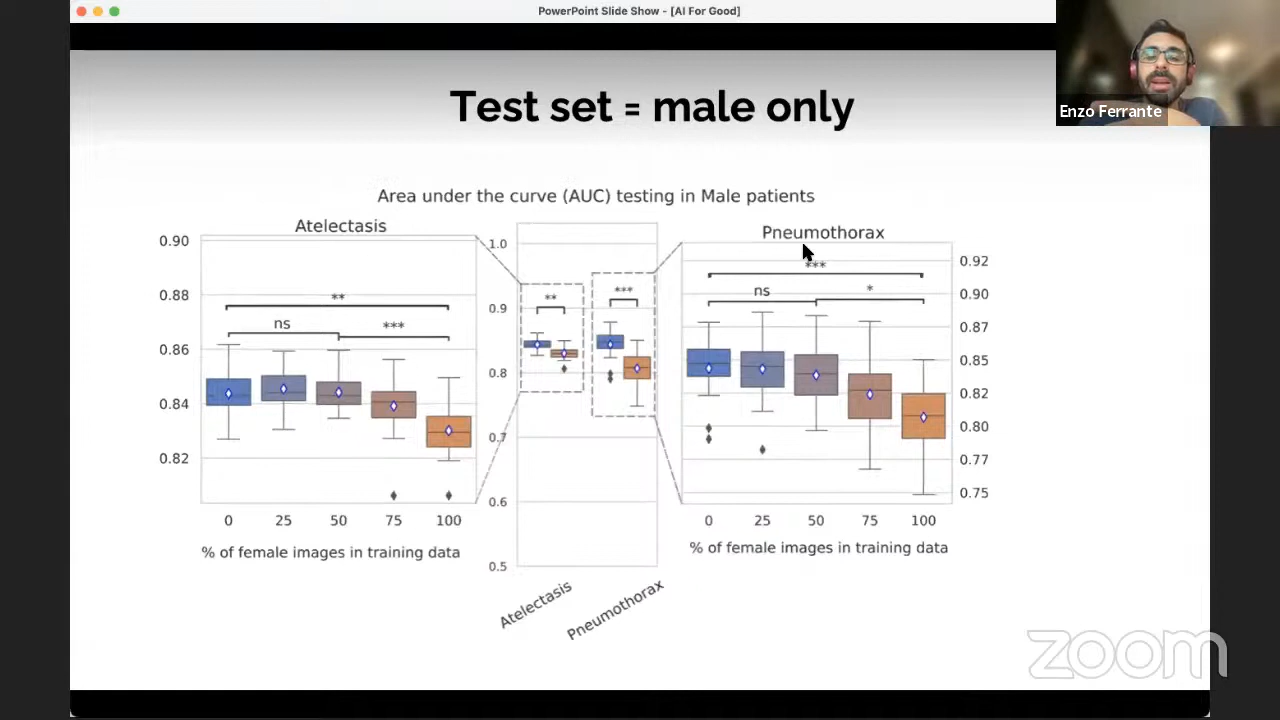 PowerPoint Slide Show - [AI For Good]
Enzo Ferrante
Test set = male only
Area under the curve (AUC) testing in Male patients
Atelectasis
0.90
0.88
0.86
0.84
0.82
**
ns
***
0 25 50 75 100
% of female images in training data
1.0
0.9
0.8
0.7
0.6
0.5
**
***
Atelectasis
Pneumothorax
Pneumothorax
***
ns
*
0.92
0.90
0.87
0.85
0.82
0.80
0.77
0.75
0 25 50 75 100
% of female images in training data
zoom